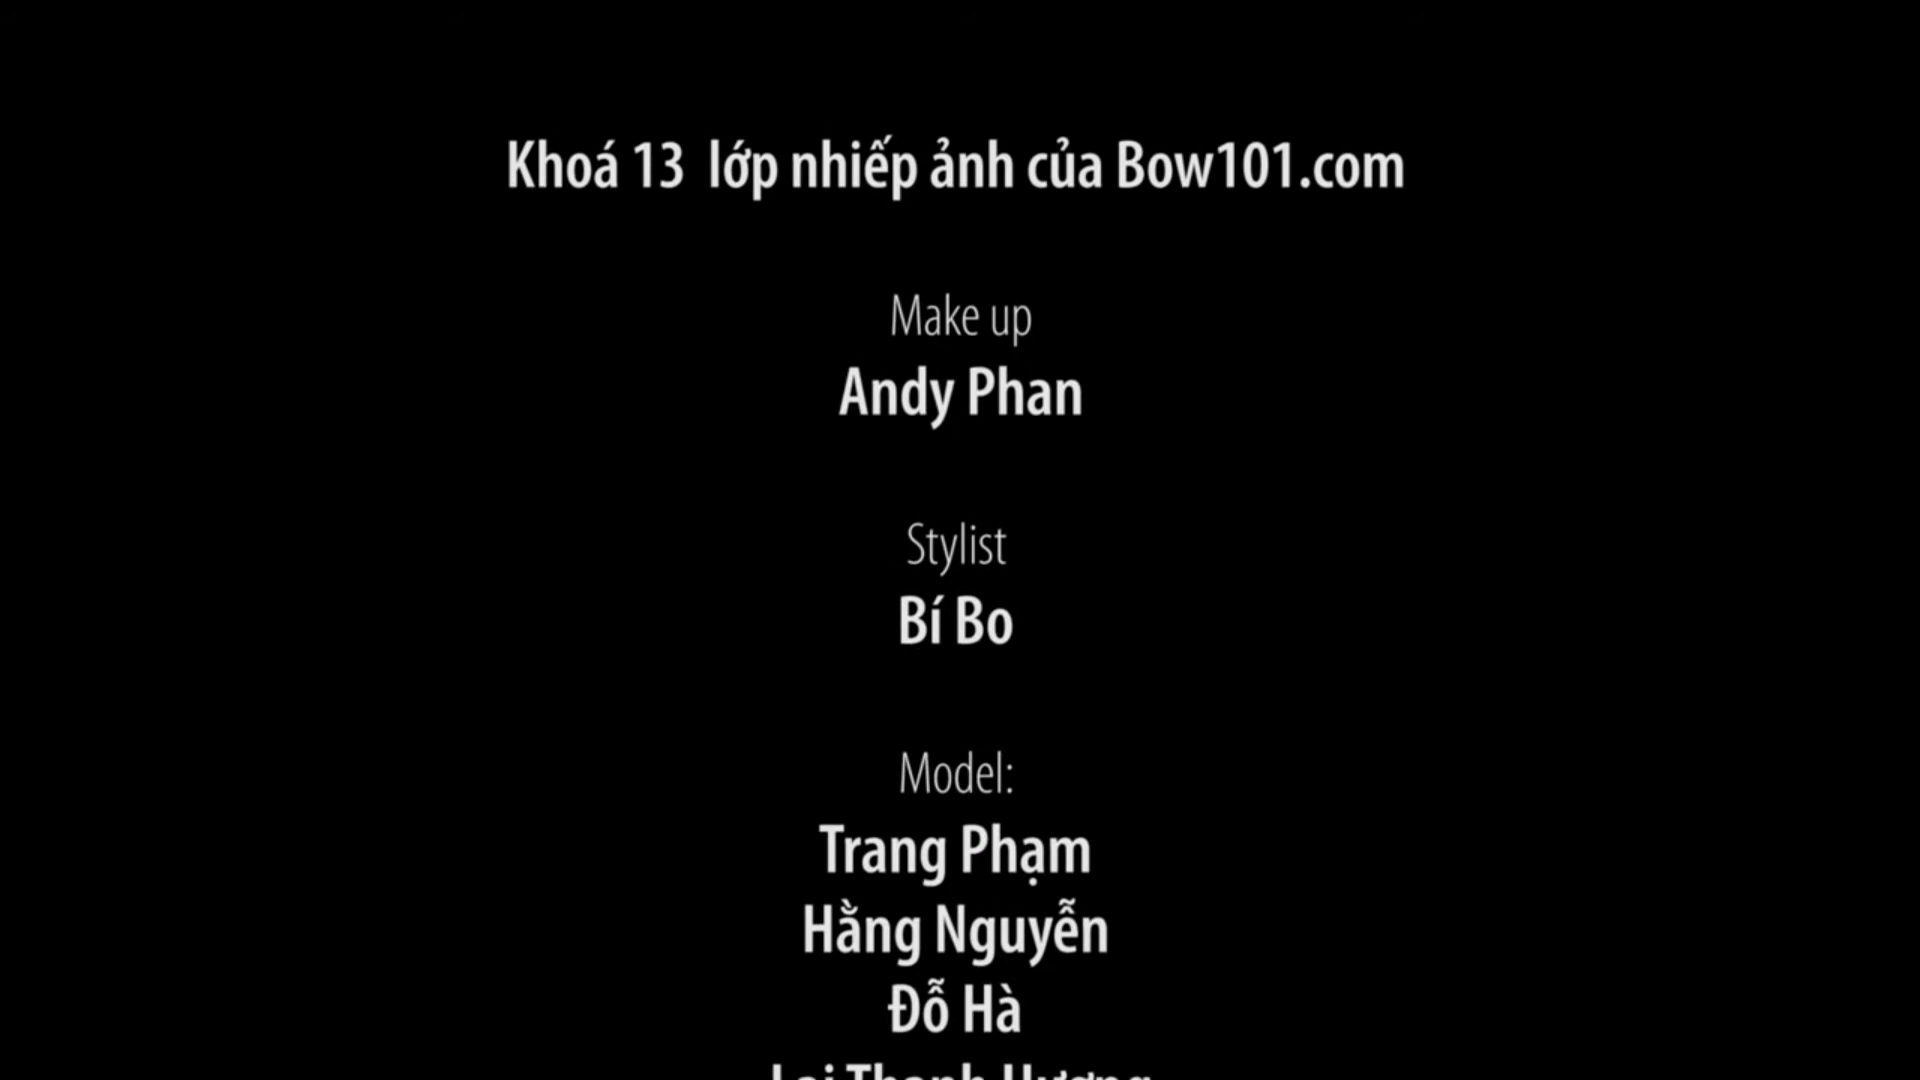 Khoá 13 lớp nhiếp ảnh của Bow101.com
Make up
Andy Phan
Stylist
Bí Bo
Model:
Trang Phạm
Hằng Nguyễn
Đỗ Hà